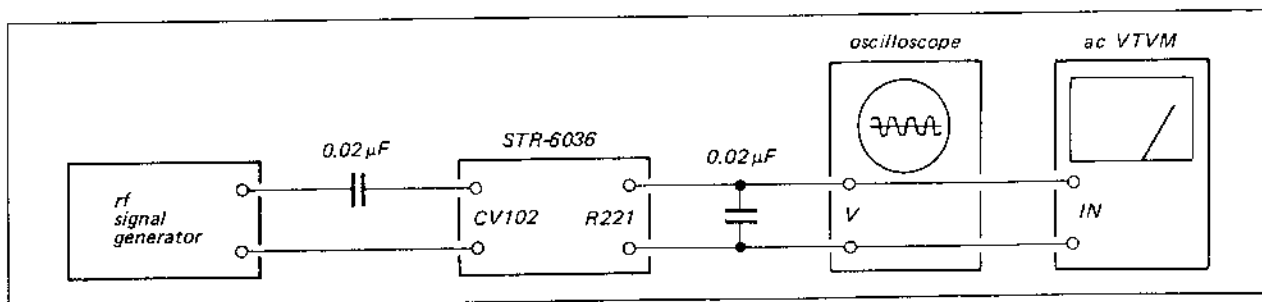 oscilloscope
ac VTVM
STR-6036
0.02μF
0.02μF
rf
signal
generator
CV102
R221
V
IN